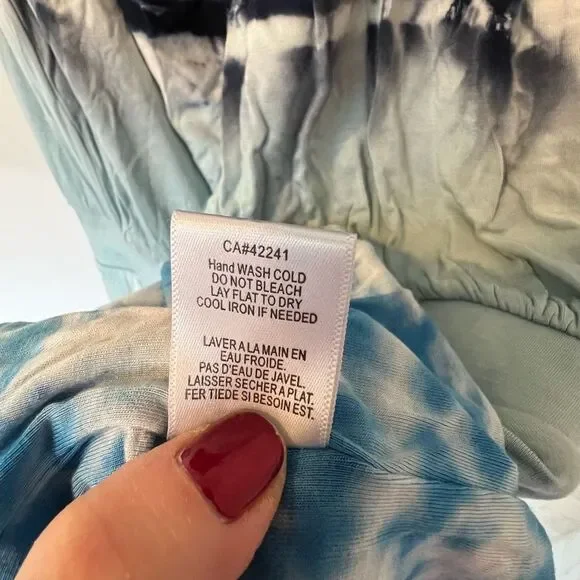 CA#42241
Hand WASH COLD
DO NOT BLEACH
LAY FLAT TO DRY
COOL IRON IF NEEDED
LAVER A LA MAIN EN
EAU FROIDE.
PAS D'EAU DE JAVEL.
LAISSER SECHER A PLAT.
FER TIEDE SI BESOIN EST.